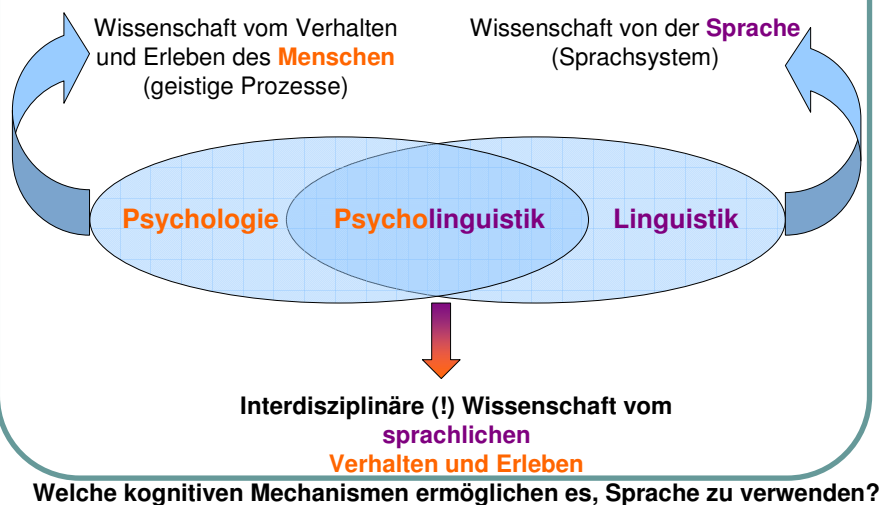 Wissenschaft vom Verhalten
und Erleben des Menschen
(geistige Prozesse)
Wissenschaft von der Sprache
(Sprachsystem)
Psychologie
Psycholinguistik
Linguistik
Interdisziplinäre (!) Wissenschaft vom
sprachlichen
Verhalten und Erleben
Welche kognitiven Mechanismen ermöglichen es, Sprache zu verwenden?